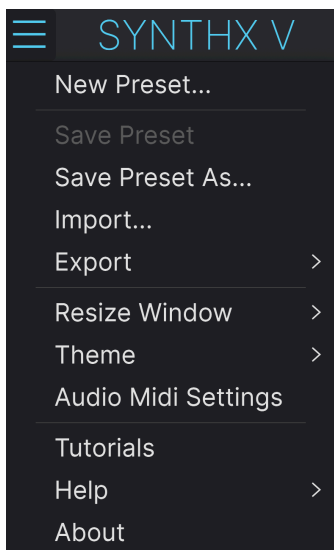 SYNTHX V
New Preset...
Save Preset
Save Preset As...
Import...
Export
Resize Window
Theme
Audio Midi Settings
Tutorials
Help
About